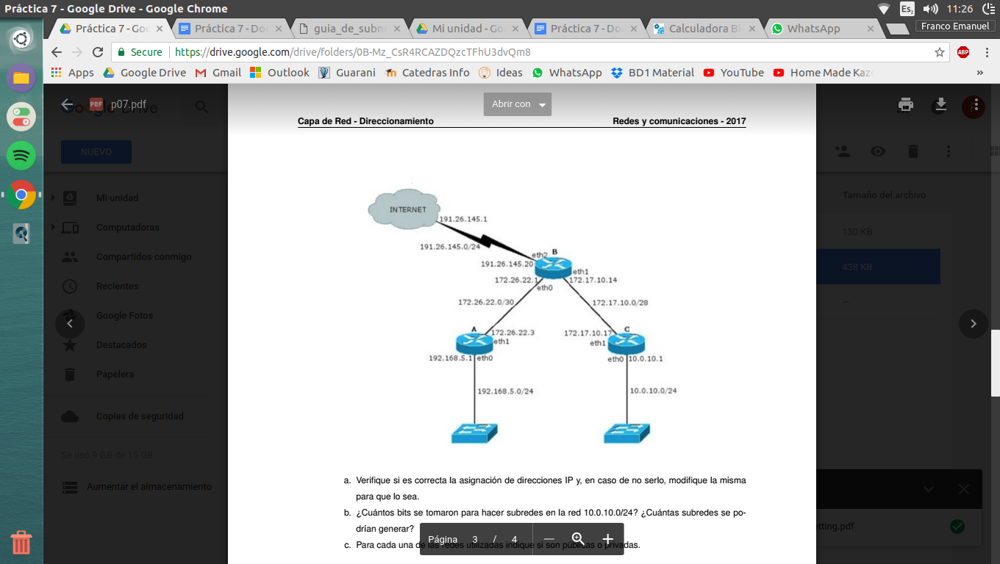 Práctica 7 - Google Drive - Google Chrome
Es2
11:26
Franco Emanuel
Práctica 7 - Goo
Práctica 7 - Doc
guia_de_subne
Mi unidad - Go
Práctica 7 - Doc
Calculadora Bi
WhatsApp
Secure
https://drive.google.com/drive/folders/0B-Mz_CsR4RCAZDQzcTFhU3dvQm8
ABP
Apps
Google Drive
Gmail
Outlook
Guarani
Catedras Info
Ideas
WhatsApp
BD1 Material
YouTube
Home Made Kaz
»
PDF
p07.pdf
Google Drive
Abrir con
NUEVO
Mi unidad
Computadoras
Compartidos conmigo
Recientes
Google Fotos
Destacados
Papelera
Copias de seguridad
Se usó 9 GB de 15 GB
Aumentar el almacenamiento
Tamaño del archivo
130 KB
438 KB
—
tting.pdf
Capa de Red - Direccionamiento
Redes y comunicaciones - 2017
INTERNET
191.26.145.1
191.26.145.0/24
eth2
B
191.26.145.20
eth1
172.26.22.1
172.17.10.14
eth0
172.26.22.0/30
172.17.10.0/28
A
172.26.22.3
eth1
172.17.10.17
C
eth1
192.168.5.1
eth0
eth0
10.0.10.1
192.168.5.0/24
10.0.10.0/24
a. Verifique si es correcta la asignación de direcciones IP y, en caso de no serlo, modifique la misma
para que lo sea.
b. ¿Cuántos bits se tomaron para hacer subredes en la red 10.0.10.0/24? ¿Cuántas subredes se po-
drían generar?
c. Para cada una de las redes utilizadas indique si son públicas o privadas.
Página 3 / 4